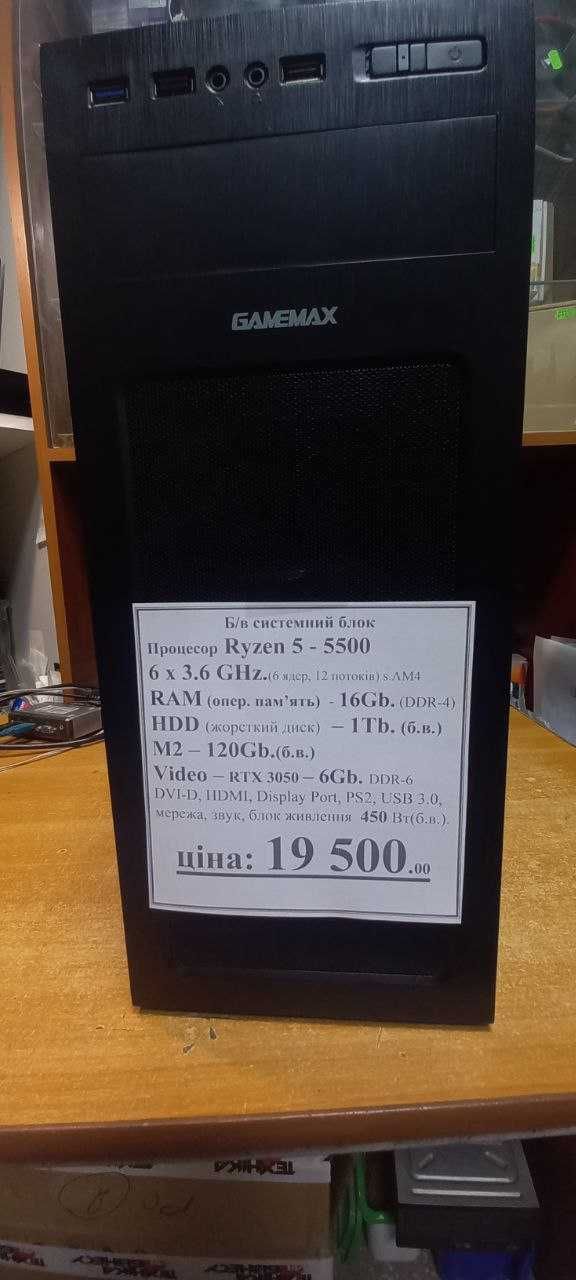 GAMEMAX
Б/в системний блок
Процесор Ryzen 5 - 5500
6 x 3.6 GHz.(6 ядер, 12 потоків) s.AM4
RAM (опер. пам’ять) - 16Gb. (DDR-4)
HDD (жорсткий диск) – 1Tb. (б.в.)
M2 – 120Gb.(б.в.)
Video – RTX 3050 – 6Gb. DDR-6
DVI-D, HDMI, Display Port, PS2, USB 3.0,
мережа, звук, блок живлення 450 Вт(б.в.).
ціна: 19 500.00